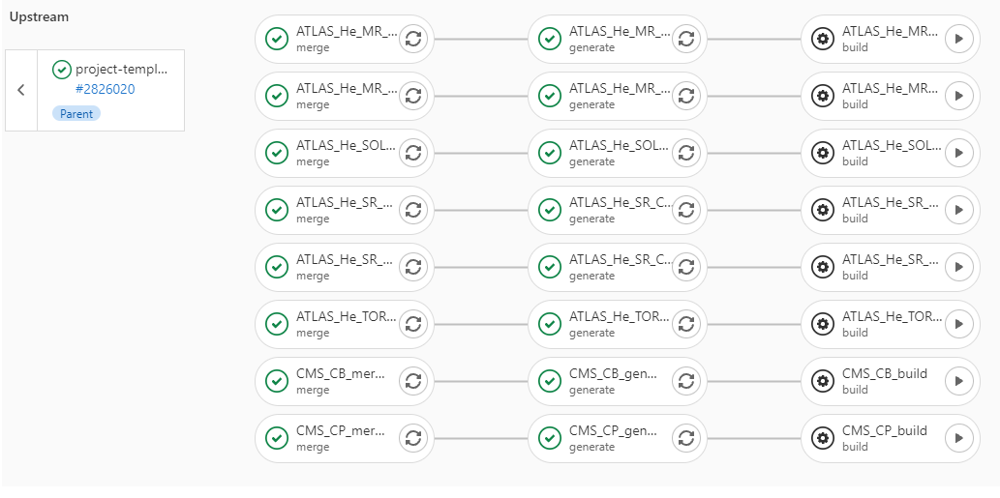 Upstream
project-templ...
#2826020
Parent
ATLAS_He_MR_...
merge
ATLAS_He_MR_...
generate
ATLAS_He_MR...
build
ATLAS_He_MR_...
merge
ATLAS_He_MR_...
generate
ATLAS_He_MR...
build
ATLAS_He_SOL...
merge
ATLAS_He_SOL...
generate
ATLAS_He_SOL...
build
ATLAS_He_SR_...
merge
ATLAS_He_SR_C...
generate
ATLAS_He_SR_...
build
ATLAS_He_SR_...
merge
ATLAS_He_SR_C...
generate
ATLAS_He_SR_...
build
ATLAS_He_TOR...
merge
ATLAS_He_TOR...
generate
ATLAS_He_TOR...
build
CMS_CB_mer...
merge
CMS_CB_gen...
generate
CMS_CB_build
build
CMS_CP_mer...
merge
CMS_CP_gen...
generate
CMS_CP_build
build